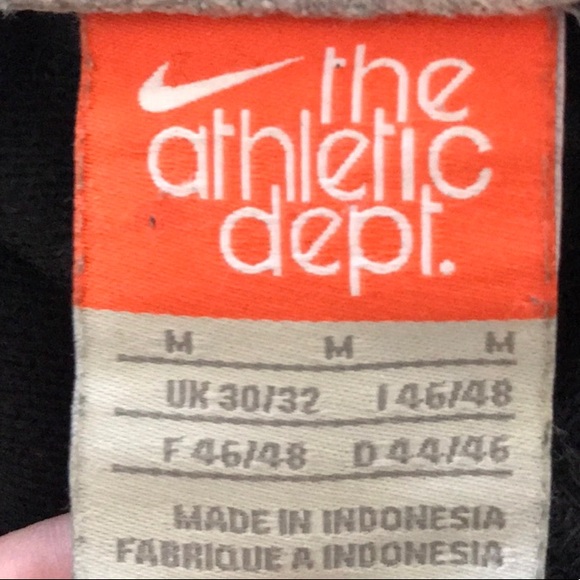 the
athletic
dept.
M M M
UK 30/32 I 46/48
F 46/48 D 44/46
MADE IN INDONESIA
FABRIQUE A INDONESIA